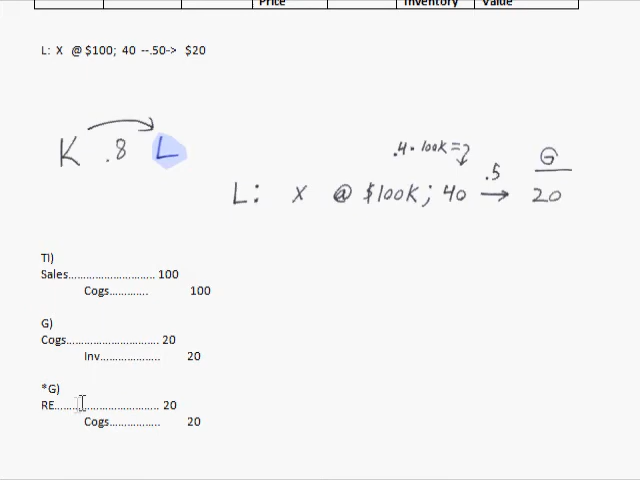 Price Inventory Value
L: X @ $100; 40 --.50-> $20
.4 · 100K =
K .8 L
G
.5
L: X @ $100K; 40 → 20
TI)
Sales............................ 100
Cogs............. 100
G)
Cogs............................... 20
Inv.................... 20
*G)
RE................................... 20
Cogs................. 20